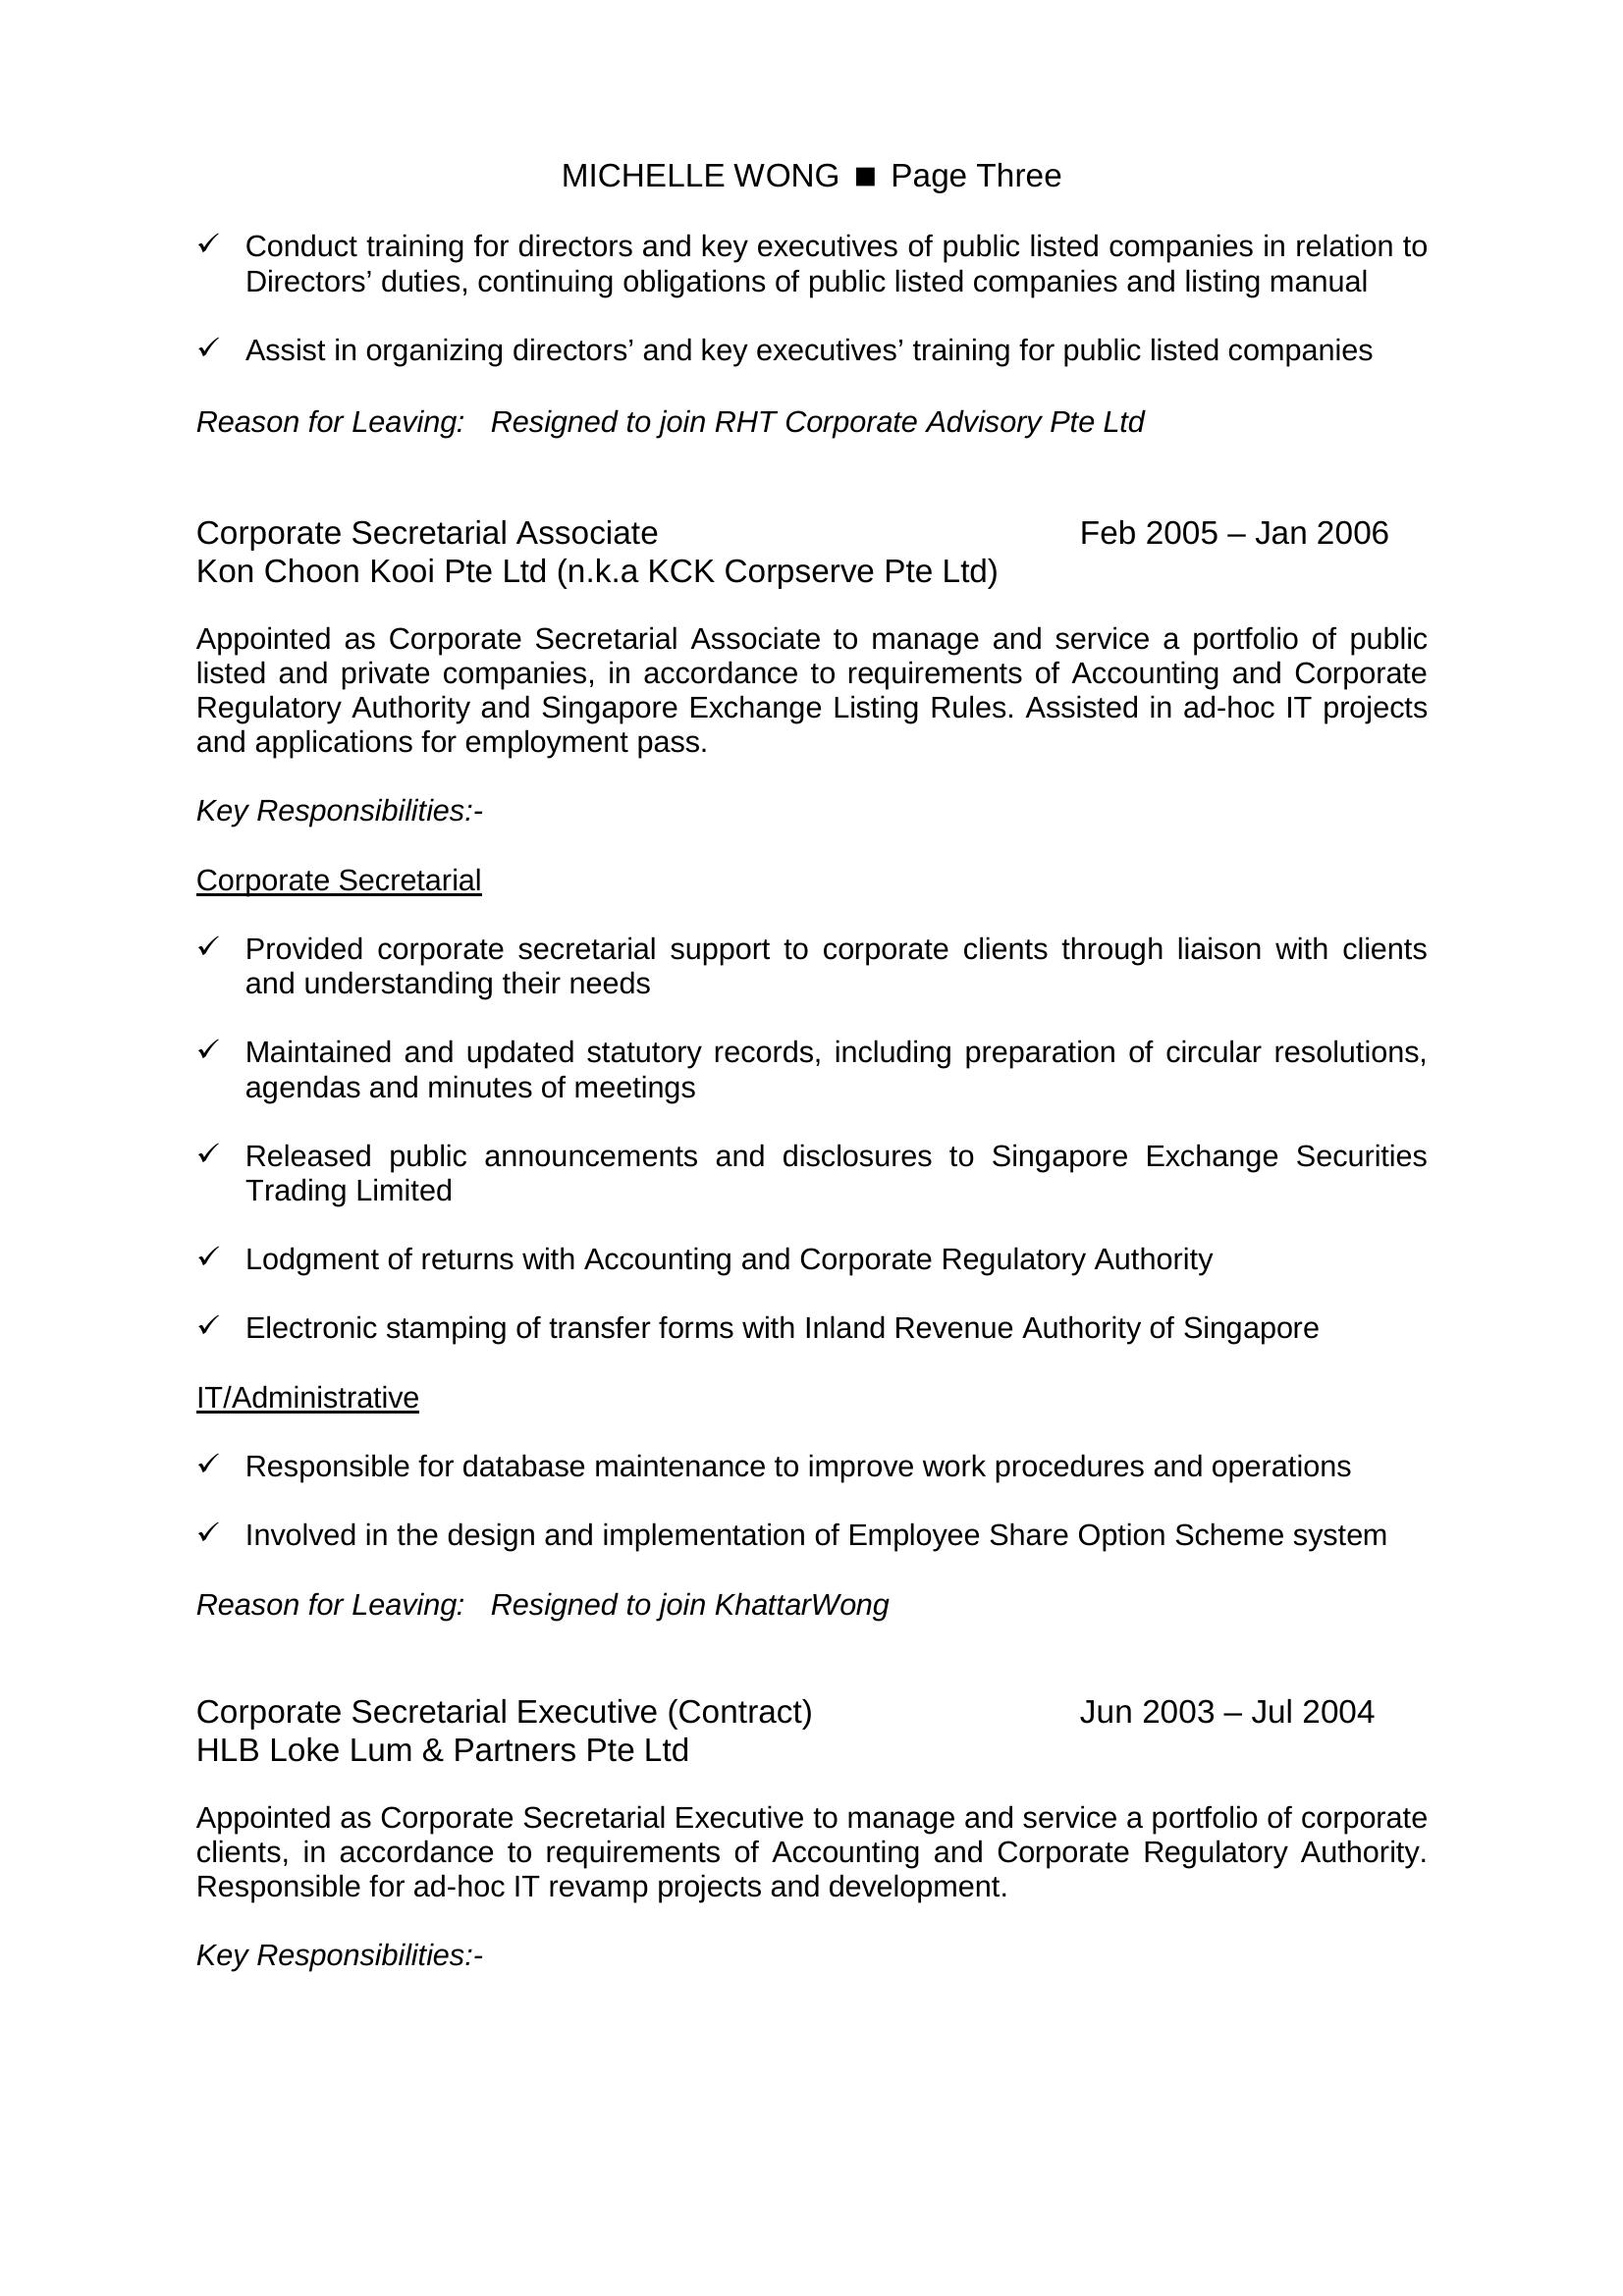 MICHELLE WONG ■ Page Three
✓ Conduct training for directors and key executives of public listed companies in relation to
Directors’ duties, continuing obligations of public listed companies and listing manual
✓ Assist in organizing directors’ and key executives’ training for public listed companies
Reason for Leaving: Resigned to join RHT Corporate Advisory Pte Ltd
Corporate Secretarial Associate Feb 2005 – Jan 2006
Kon Choon Kooi Pte Ltd (n.k.a KCK Corpserve Pte Ltd)
Appointed as Corporate Secretarial Associate to manage and service a portfolio of public
listed and private companies, in accordance to requirements of Accounting and Corporate
Regulatory Authority and Singapore Exchange Listing Rules. Assisted in ad-hoc IT projects
and applications for employment pass.
Key Responsibilities:-
Corporate Secretarial
✓ Provided corporate secretarial support to corporate clients through liaison with clients
and understanding their needs
✓ Maintained and updated statutory records, including preparation of circular resolutions,
agendas and minutes of meetings
✓ Released public announcements and disclosures to Singapore Exchange Securities
Trading Limited
✓ Lodgment of returns with Accounting and Corporate Regulatory Authority
✓ Electronic stamping of transfer forms with Inland Revenue Authority of Singapore
IT/Administrative
✓ Responsible for database maintenance to improve work procedures and operations
✓ Involved in the design and implementation of Employee Share Option Scheme system
Reason for Leaving: Resigned to join KhattarWong
Corporate Secretarial Executive (Contract) Jun 2003 – Jul 2004
HLB Loke Lum & Partners Pte Ltd
Appointed as Corporate Secretarial Executive to manage and service a portfolio of corporate
clients, in accordance to requirements of Accounting and Corporate Regulatory Authority.
Responsible for ad-hoc IT revamp projects and development.
Key Responsibilities:-